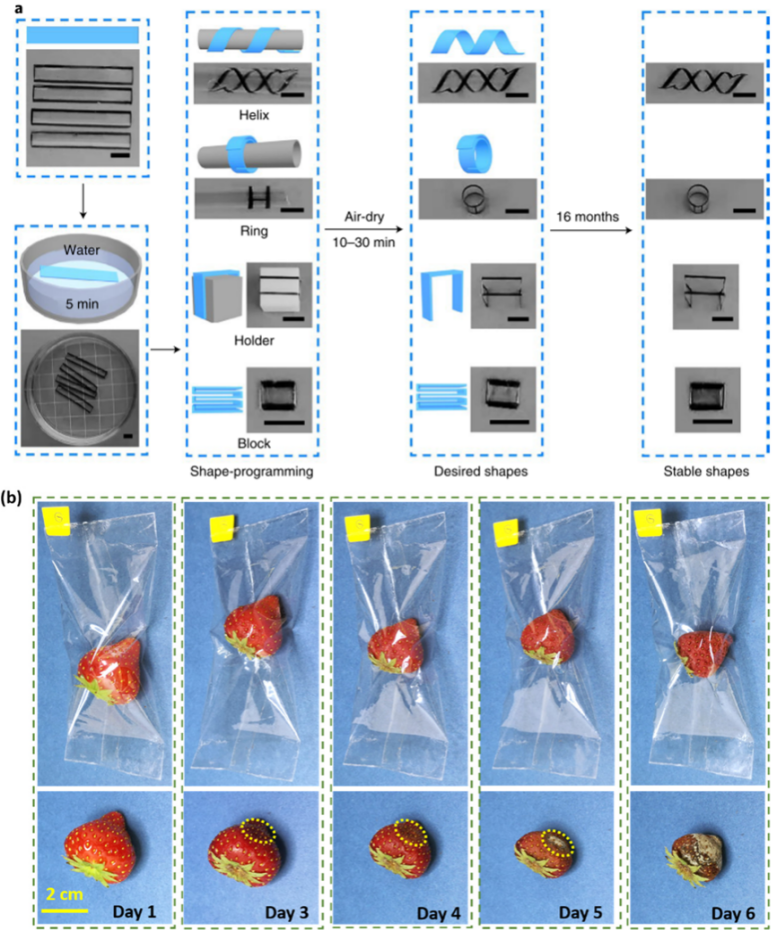 a
Water
5 min
Helix
Ring
Holder
Block
Shape-programming
Air-dry
10–30 min
Desired shapes
16 months
Stable shapes
(b)
2 cm
Day 1
Day 3
Day 4
Day 5
Day 6